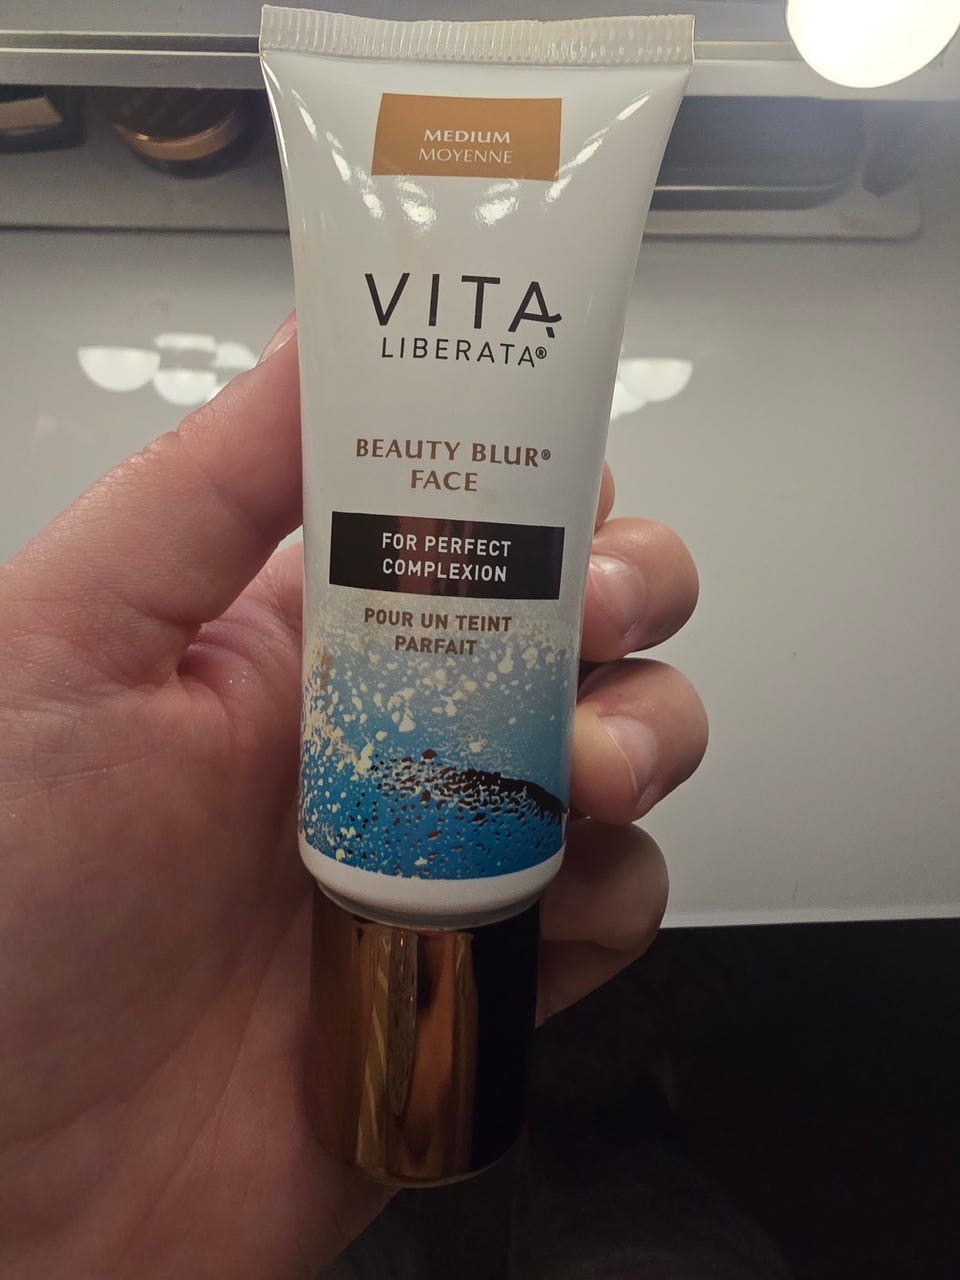 MEDIUM
MOYENNE
VITA
LIBERATA®
BEAUTY BLUR®
FACE
FOR PERFECT
COMPLEXION
POUR UN TEINT
PARFAIT